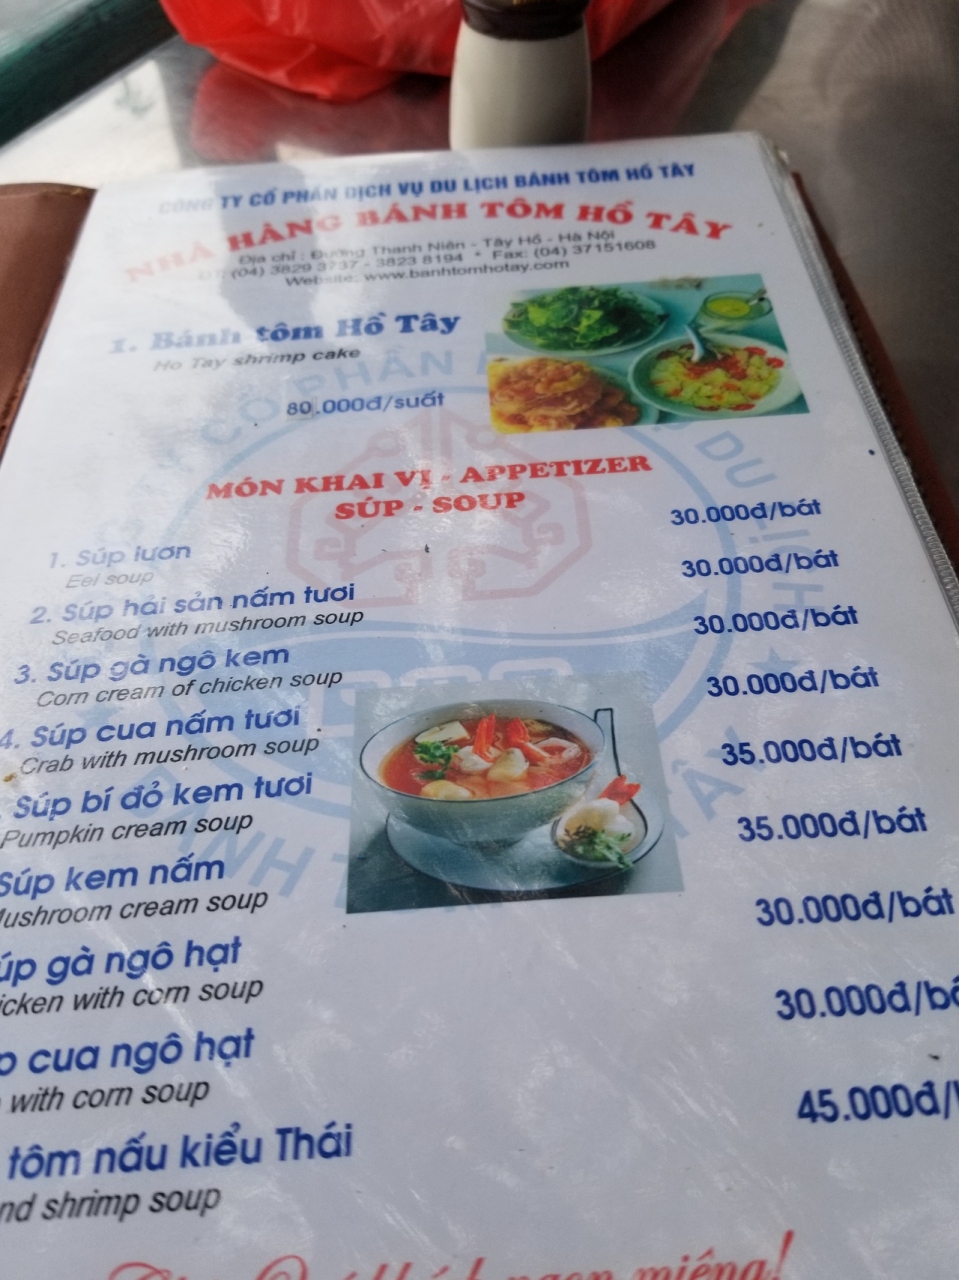 CÔNG TY CỔ PHẦN DỊCH VỤ DU LỊCH BÁNH TÔM HỒ TÂY
NHÀ HÀNG BÁNH TÔM HỒ TÂY
Địa chỉ : Đường Thanh Niên - Tây Hồ - Hà Nội
ĐT: (04) 3829 3737 - 3823 8194 * Fax: (04) 37151608
Website: www.banhtomhotay.com
1. Bánh tôm Hồ Tây
Ho Tay shrimp cake
80.000đ/suất
MÓN KHAI VỊ - APPETIZER
SÚP - SOUP
1. Súp lươn 30.000đ/bát
Eel soup
2. Súp hải sản nấm tươi 30.000đ/bát
Seafood with mushroom soup
3. Súp gà ngô kem 30.000đ/bát
Corn cream of chicken soup
4. Súp cua nấm tươi 30.000đ/bát
Crab with mushroom soup
Súp bí đỏ kem tươi 35.000đ/bát
Pumpkin cream soup
Súp kem nấm 35.000đ/bát
Mushroom cream soup
úp gà ngô hạt 30.000đ/bát
icken with corn soup
p cua ngô hạt 30.000đ/bá
with corn soup
tôm nấu kiểu Thái 45.000đ/
nd shrimp soup
ngon miệng!